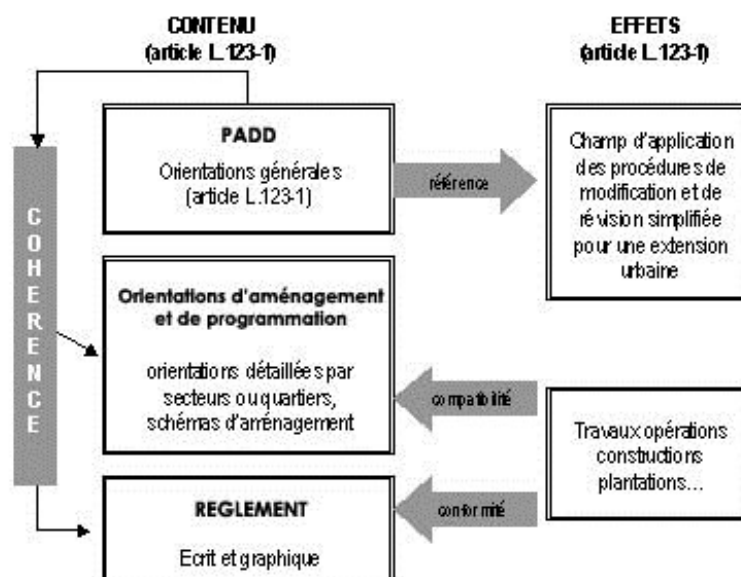 CONTENU
(article L.123-1)
EFFETS
(article L.123-1)
COHERENCE
PADD
Orientations générales
(article L.123-1)
référence
Champ d'application
des procédures de
modification et de
révision simplifiée
pour une extension
urbaine
Orientations d'aménagement
et de programmation
orientations détaillées par
secteurs ou quartiers,
schémas d'aménagement
compatibilité
Travaux opérations
constructions
plantations...
REGLEMENT
Ecrit et graphique
conformité